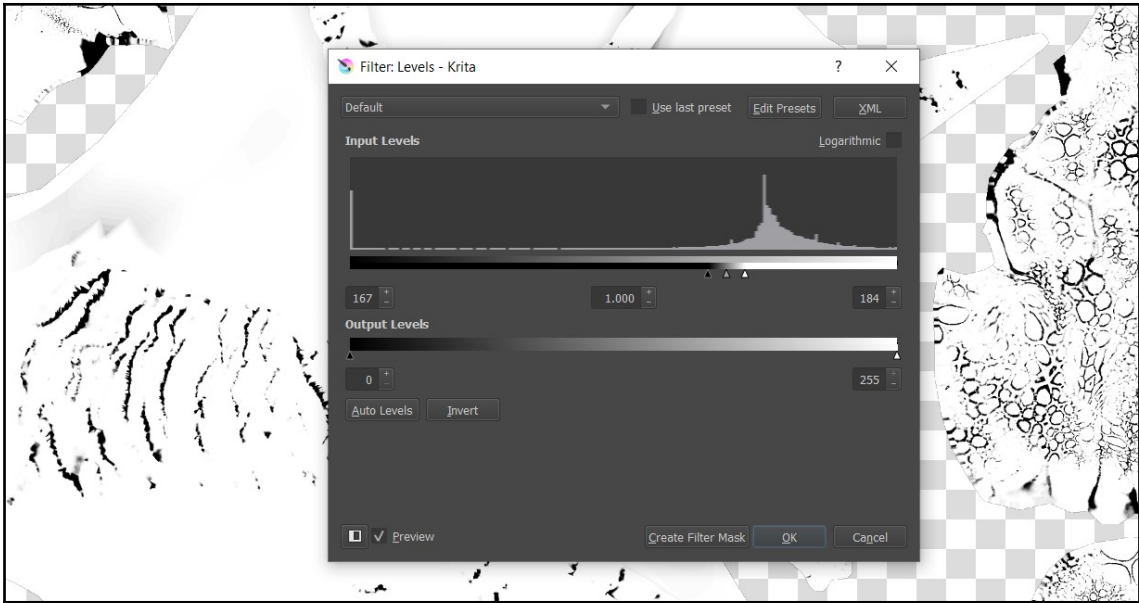 Filter: Levels - Krita
Default
Use last preset
Edit Presets
XML
Input Levels
Logarithmic
167
1.000
184
Output Levels
0
255
Auto Levels
Invert
Preview
Create Filter Mask
OK
Cancel